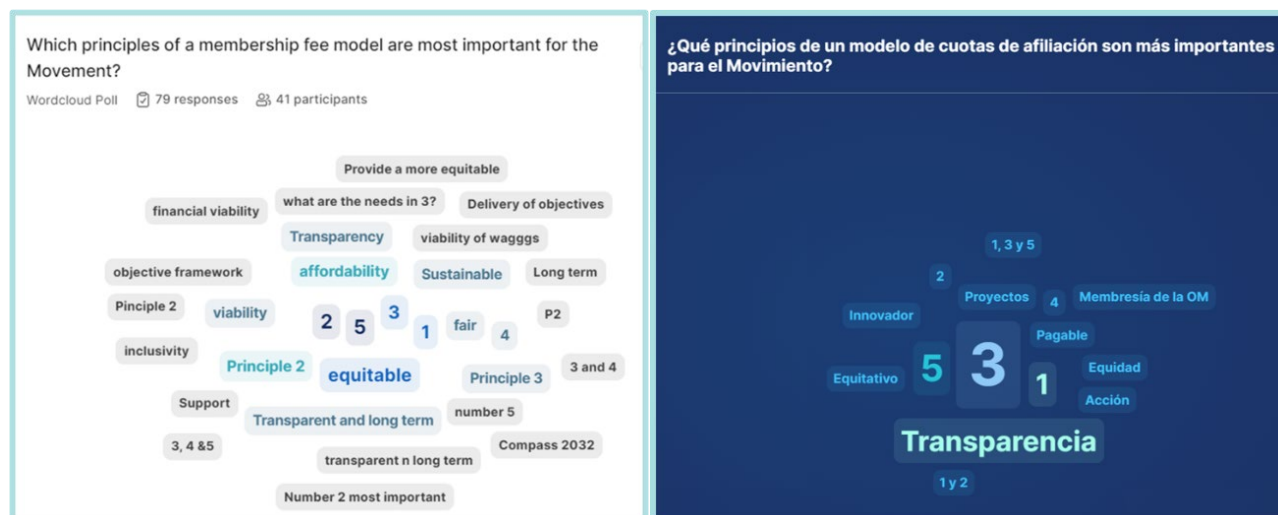 Which principles of a membership fee model are most important for the
Movement?
Wordcloud Poll 79 responses 41 participants
Provide a more equitable
what are the needs in 3?
Delivery of objectives
financial viability
Transparency
viability of wagggs
objective framework
affordability
Sustainable
Long term
Pinciple 2
viability
2
5
3
1
fair
4
P2
inclusivity
Principle 2
equitable
Principle 3
3 and 4
Support
Transparent and long term
number 5
3, 4 &5
transparent n long term
Compass 2032
Number 2 most important
¿Qué principios de un modelo de cuotas de afiliación son más importantes
para el Movimiento?
1, 3 y 5
2
Proyectos
4
Membresía de la OM
Innovador
Pagable
Equitativo
5
3
1
Equidad
Acción
Transparencia
1 y 2